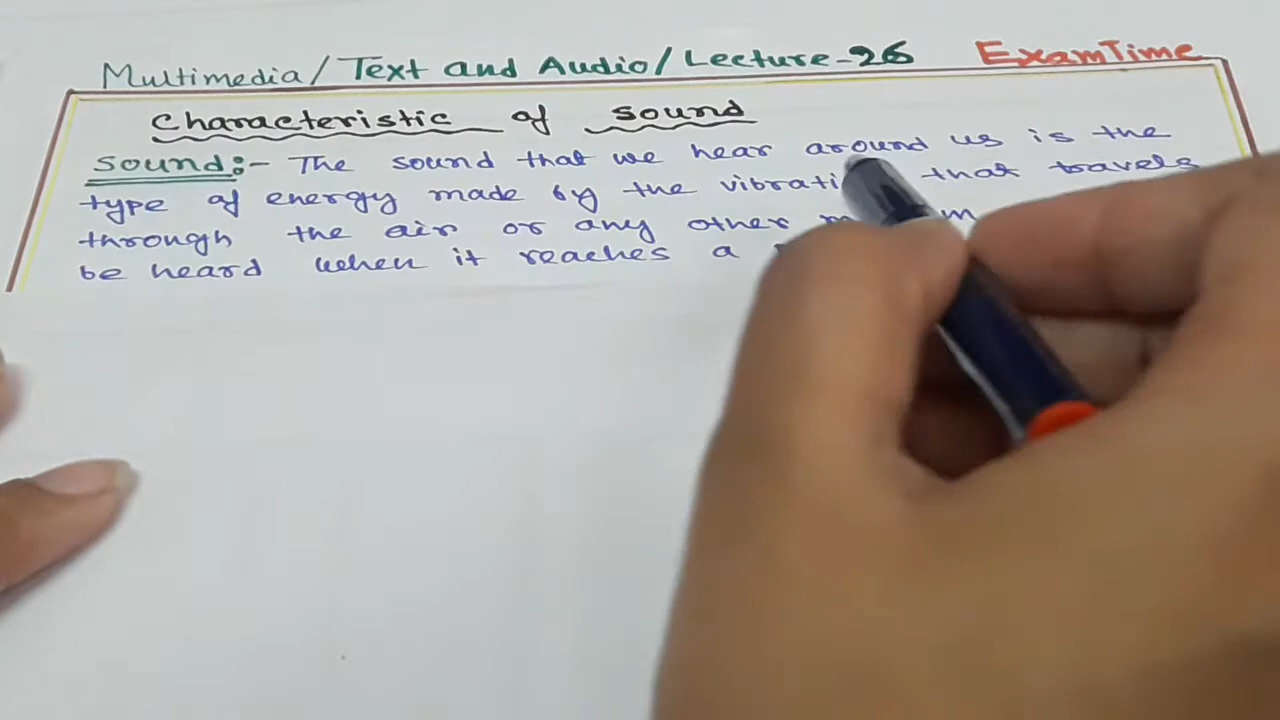 Multimedia/Text and Audio/Lecture-26 ExamTime
Characteristic of sound
Sound:- The sound that we hear around us is the
type of energy made by the that travels
through the air or any other
be heard when it reaches a